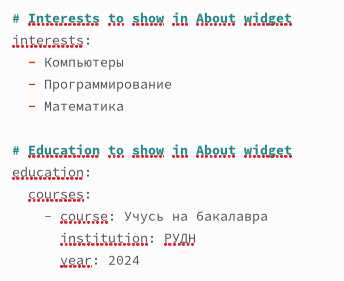 # Interests to show in About widget
interests:
  - Компьютеры
  - Программирование
  - Математика

# Education to show in About widget
education:
  courses:
    - course: Учусь на бакалавра
      institution: РУДН
      year: 2024